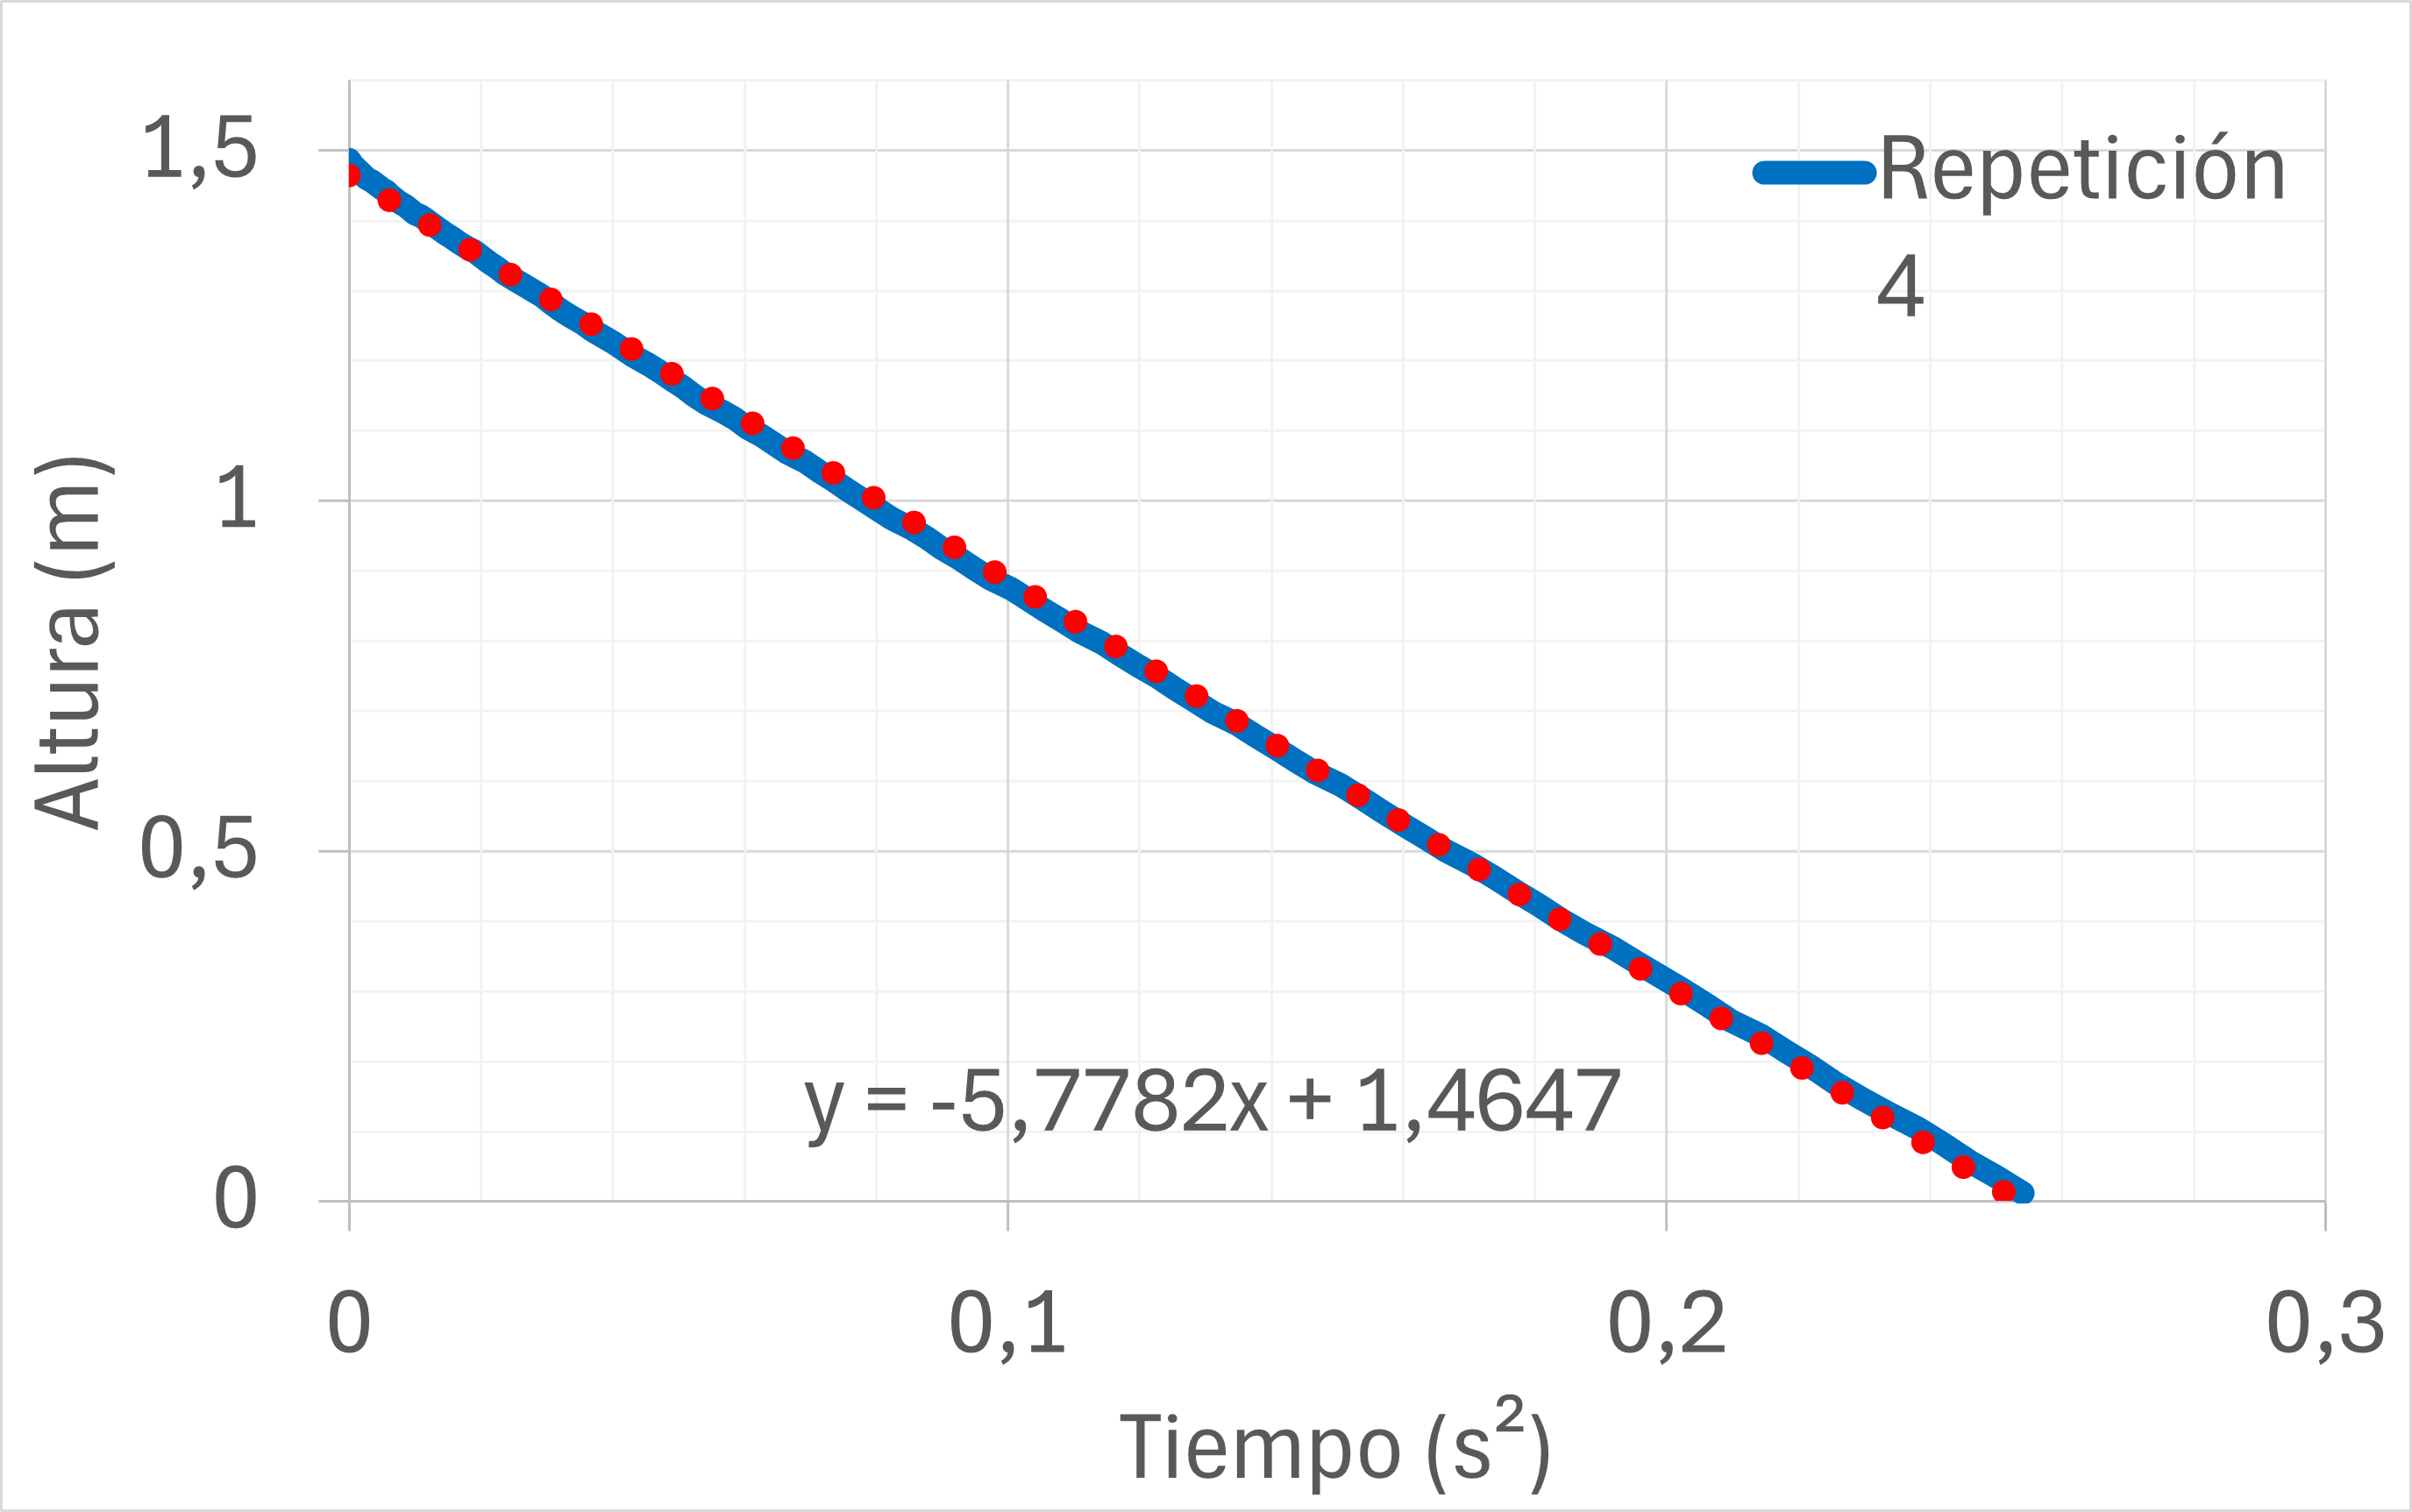 1,5
1
0,5
0
Altura (m)
Repetición
4
y = -5,7782x + 1,4647
0
0,1
0,2
0,3
Tiempo (s²)